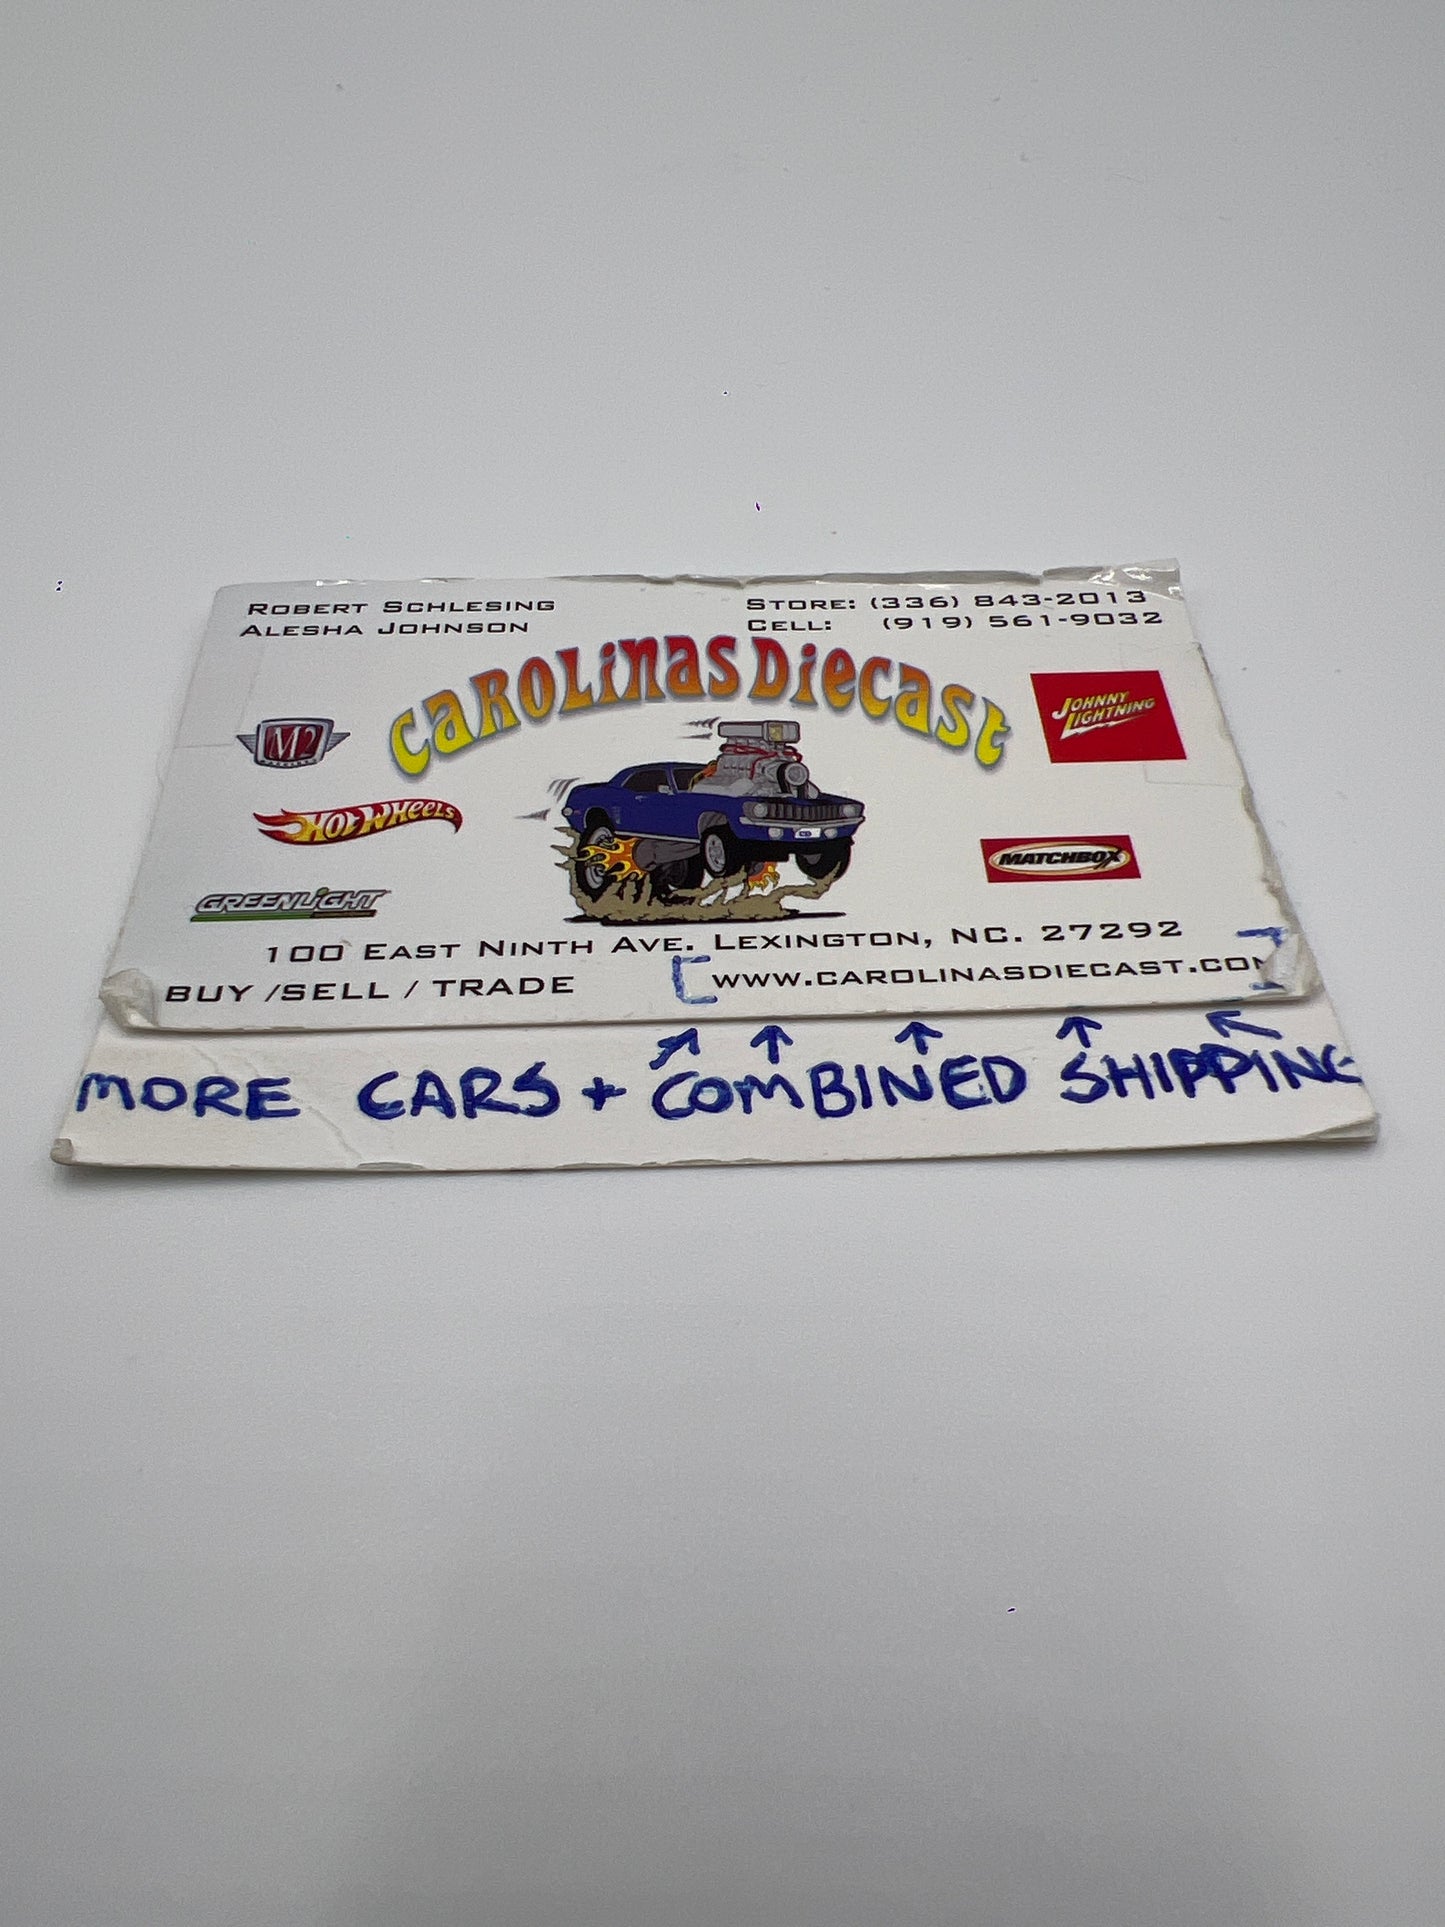 ROBERT SCHLESING
ALESHA JOHNSON
STORE: (336) 843-2013
CELL: (919) 561-9032
CAROLINAS DIECAST
M2
JOHNNY LIGHTNING
HOT WHEELS
MATCHBOX
GREENLIGHT
100 EAST NINTH AVE. LEXINGTON, NC. 27292
BUY /SELL / TRADE
[WWW.CAROLINASDIECAST.COM]
MORE CARS + COMBINED SHIPPING